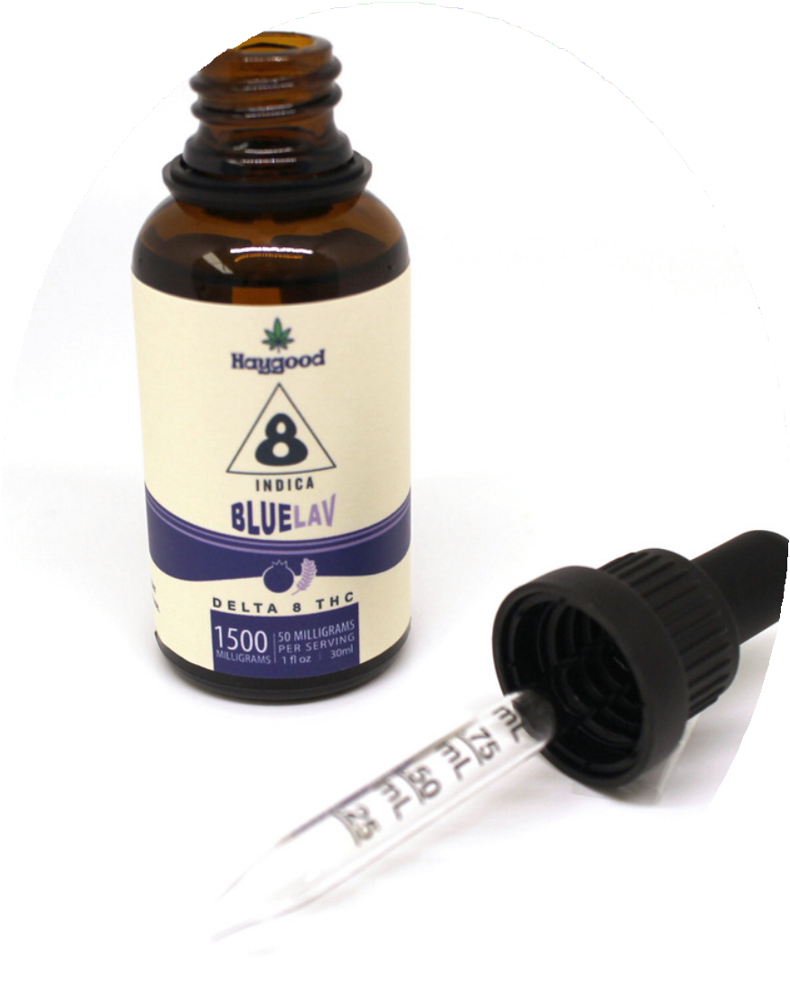 Haygood
8
INDICA
BLUELAV
DELTA 8 THC
1500
MILLIGRAMS
50 MILLIGRAMS
PER SERVING
1 fl oz | 30ml
mL
75
mL
50
mL
25